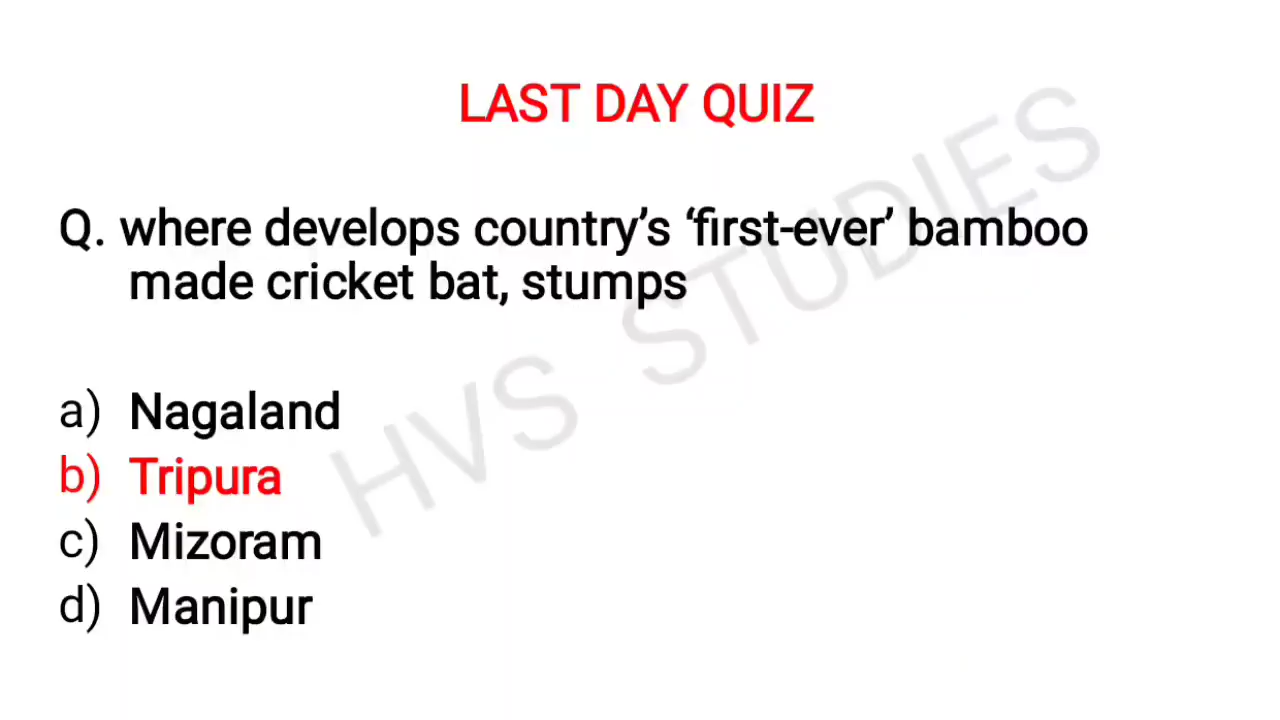 LAST DAY QUIZ
Q. where develops country’s ‘first-ever’ bamboo
made cricket bat, stumps
a) Nagaland
b) Tripura
c) Mizoram
d) Manipur
HVS STUDIES